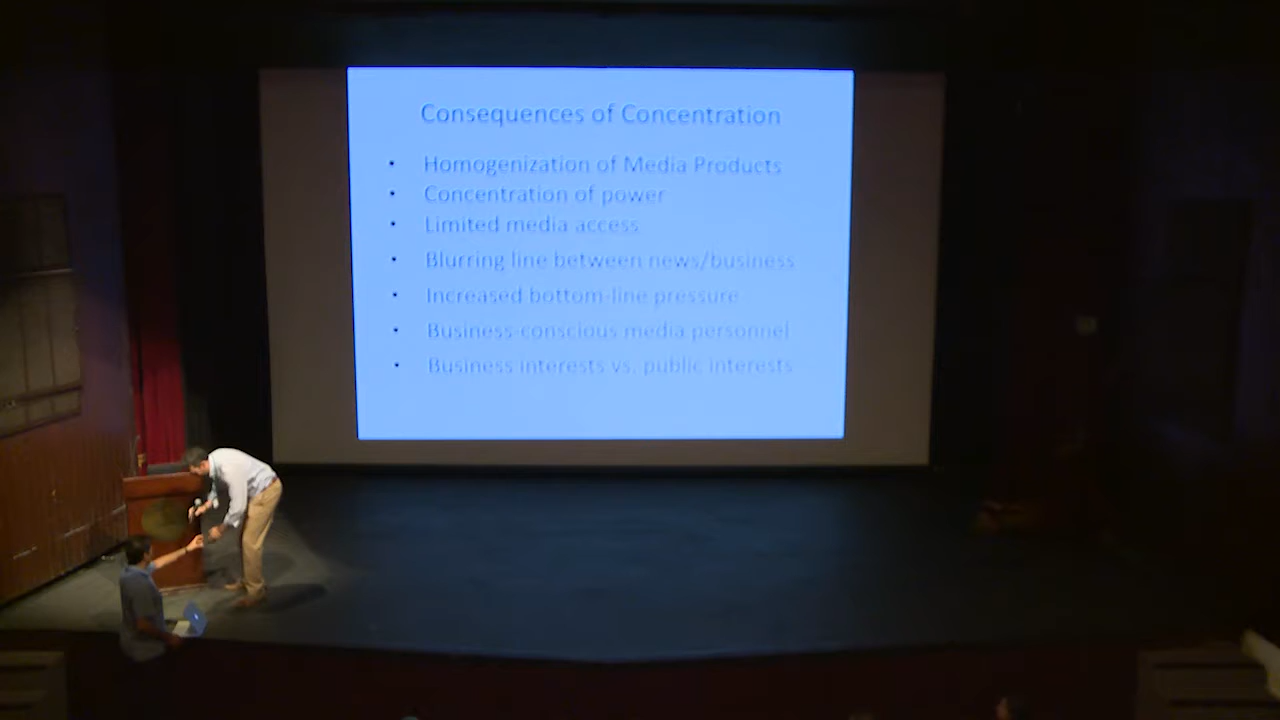 Consequences of Concentration
• Homogenization of Media Products
• Concentration of power
• Limited media access
• Blurring line between news/business
• Increased bottom-line pressure
• Business-conscious media personnel
• Business interests vs. public interests